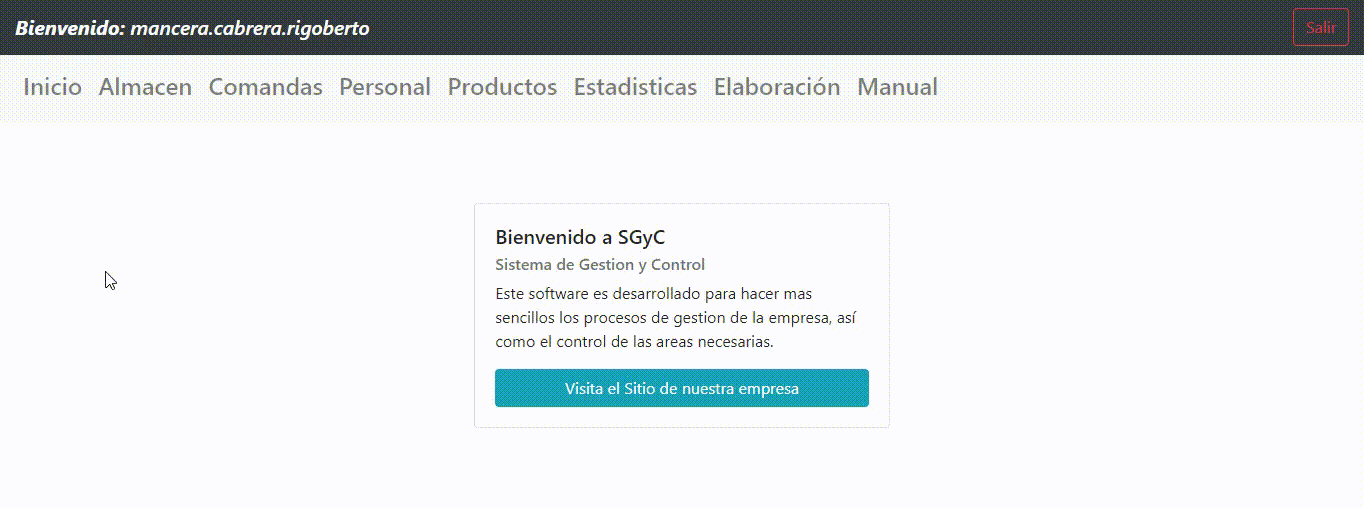 Bienvenido: mancera.cabrera.rigoberto Salir
Inicio Almacen Comandas Personal Productos Estadisticas Elaboración Manual
Bienvenido a SGyC
Sistema de Gestion y Control
Este software es desarrollado para hacer mas
sencillos los procesos de gestion de la empresa, así
como el control de las areas necesarias.
Visita el Sitio de nuestra empresa